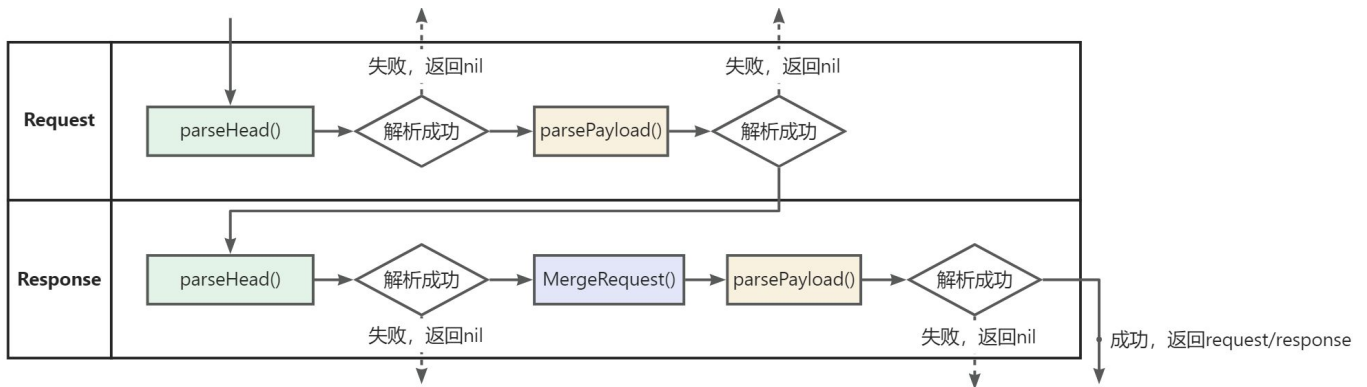 失败，返回nil
失败，返回nil
Request
parseHead()
解析成功
parsePayload()
解析成功
Response
parseHead()
解析成功
MergeRequest()
parsePayload()
解析成功
失败，返回nil
失败，返回nil
成功，返回request/response